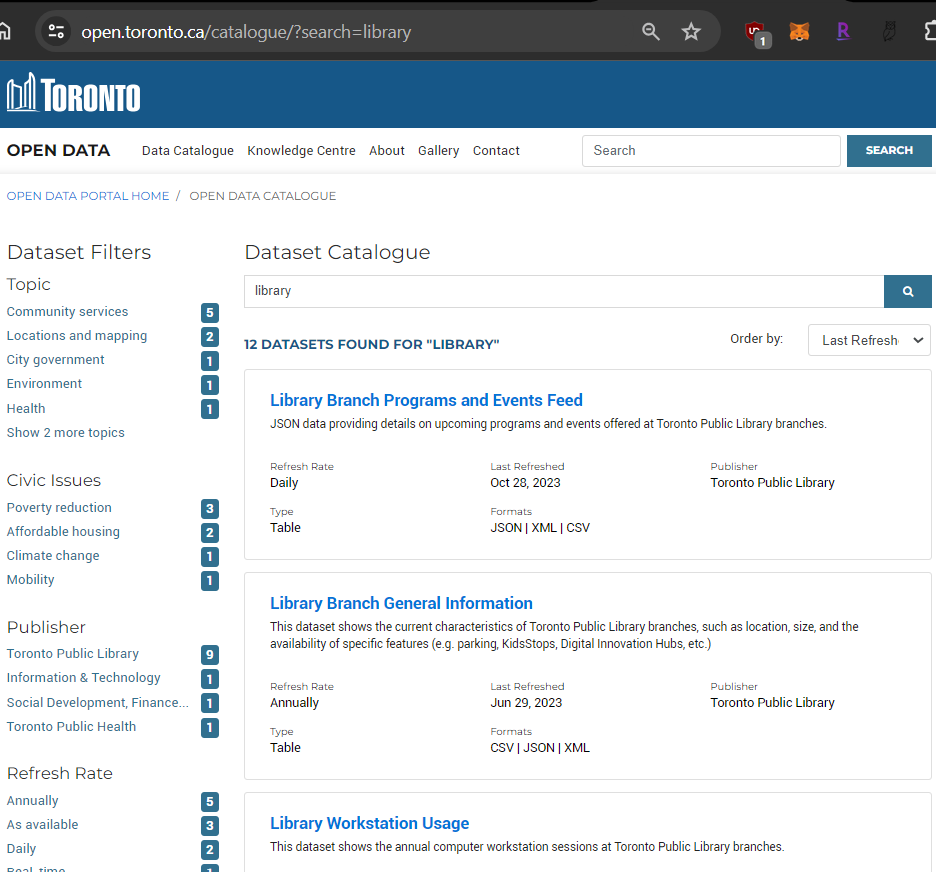 open.toronto.ca/catalogue/?search=library
1
TORONTO
OPEN DATA
Data Catalogue
Knowledge Centre
About
Gallery
Contact
Search
SEARCH
OPEN DATA PORTAL HOME / OPEN DATA CATALOGUE
Dataset Filters
Topic
Community services 5
Locations and mapping 2
City government 1
Environment 1
Health 1
Show 2 more topics
Civic Issues
Poverty reduction 3
Affordable housing 2
Climate change 1
Mobility 1
Publisher
Toronto Public Library 9
Information & Technology 1
Social Development, Finance... 1
Toronto Public Health 1
Refresh Rate
Annually 5
As available 3
Daily 2
Real-time 1
Dataset Catalogue
library
12 DATASETS FOUND FOR "LIBRARY"
Order by:
Last Refresh
Library Branch Programs and Events Feed
JSON data providing details on upcoming programs and events offered at Toronto Public Library branches.
Refresh Rate
Daily
Last Refreshed
Oct 28, 2023
Publisher
Toronto Public Library
Type
Table
Formats
JSON | XML | CSV
Library Branch General Information
This dataset shows the current characteristics of Toronto Public Library branches, such as location, size, and the
availability of specific features (e.g. parking, KidsStops, Digital Innovation Hubs, etc.)
Refresh Rate
Annually
Last Refreshed
Jun 29, 2023
Publisher
Toronto Public Library
Type
Table
Formats
CSV | JSON | XML
Library Workstation Usage
This dataset shows the annual computer workstation sessions at Toronto Public Library branches.